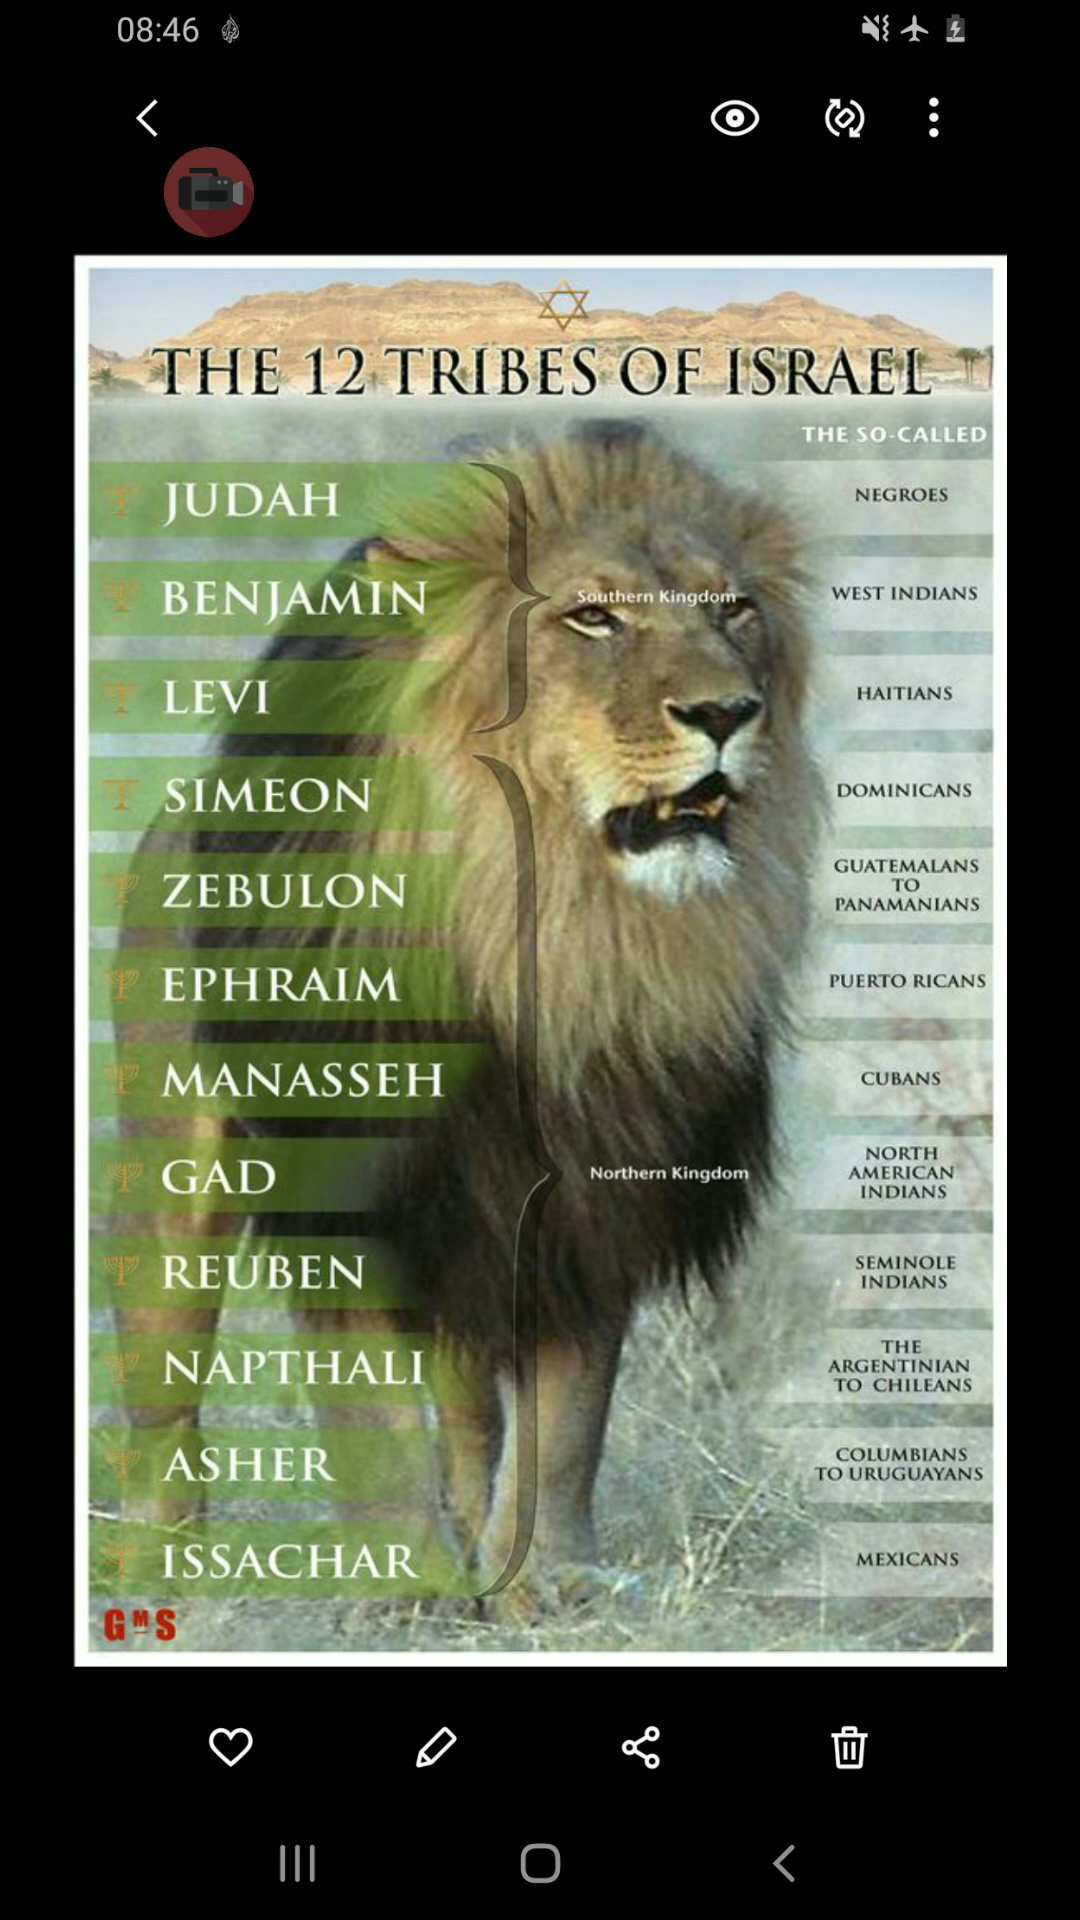 08:46
THE 12 TRIBES OF ISRAEL
THE SO-CALLED
JUDAH
NEGROES
BENJAMIN
Southern Kingdom
WEST INDIANS
LEVI
HAITIANS
SIMEON
DOMINICANS
ZEBULON
GUATEMALANS
TO
PANAMANIANS
EPHRAIM
PUERTO RICANS
MANASSEH
CUBANS
GAD
Northern Kingdom
NORTH
AMERICAN
INDIANS
REUBEN
SEMINOLE
INDIANS
NAPTHALI
THE
ARGENTINIAN
TO CHILEANS
ASHER
COLUMBIANS
TO URUGUAYANS
ISSACHAR
MEXICANS
GMS